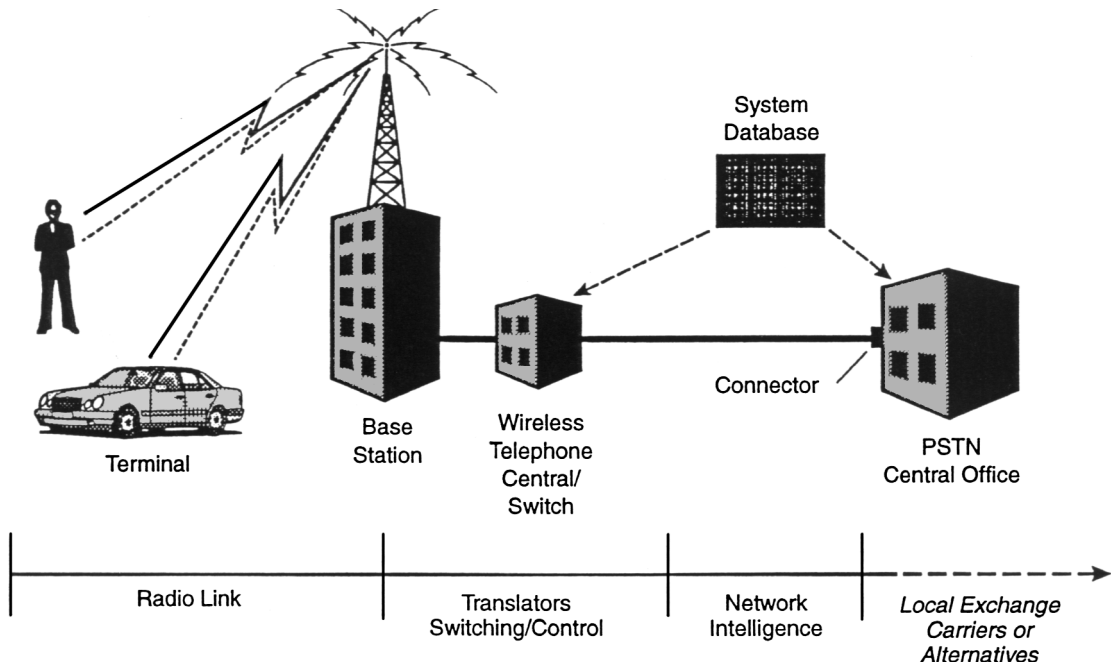 System
Database
Connector
Terminal
Base
Station
Wireless
Telephone
Central/
Switch
PSTN
Central Office
Radio Link
Translators
Switching/Control
Network
Intelligence
Local Exchange
Carriers or
Alternatives